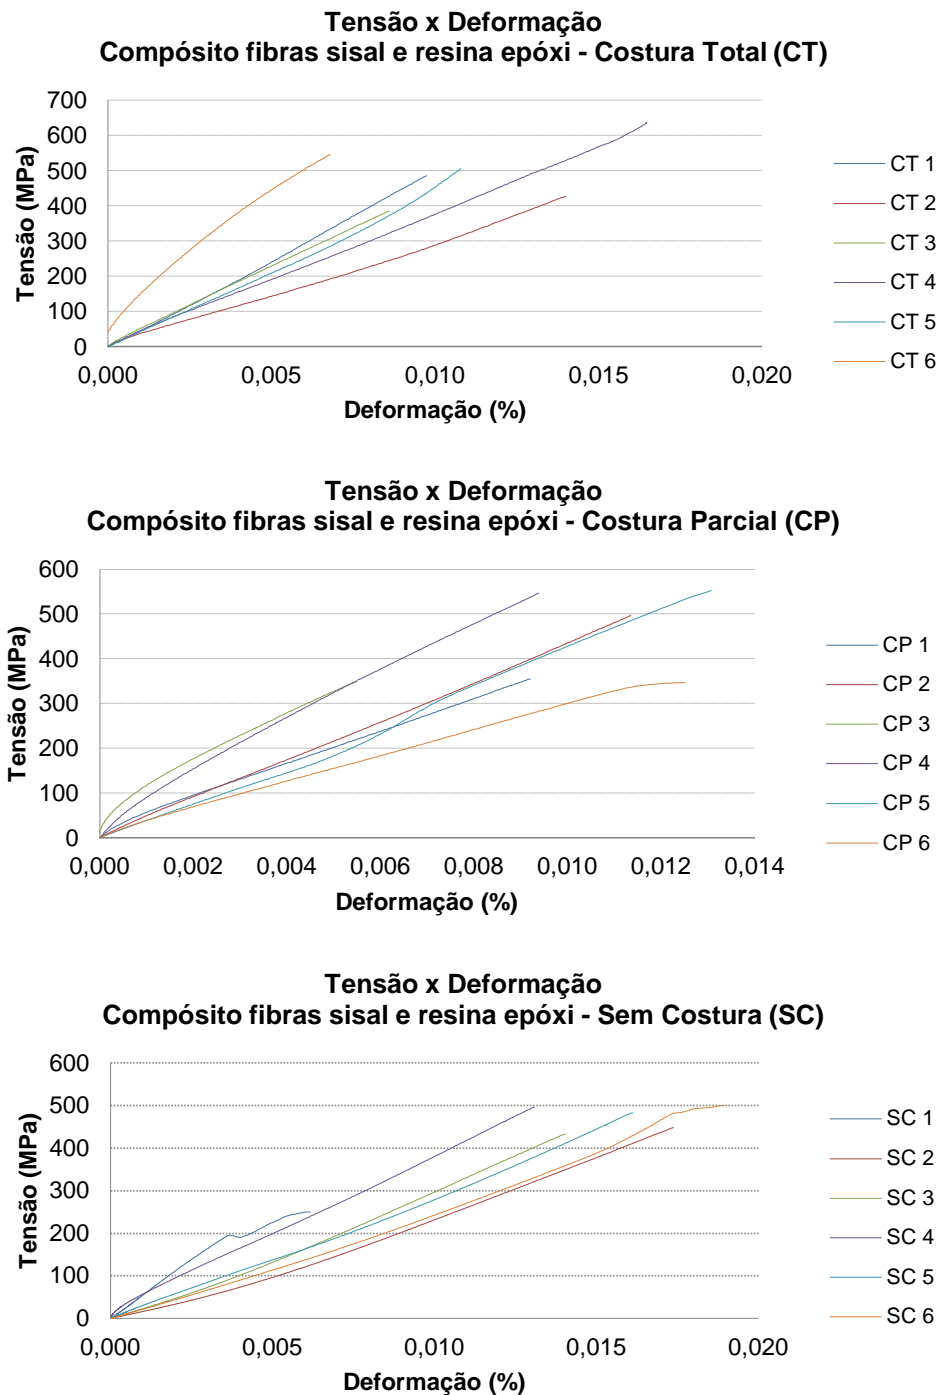 Tensão x Deformação
Compósito fibras sisal e resina epóxi - Costura Total (CT)
700
600
500
400
300
200
100
0
Tensão (MPa)
0,000
0,005
0,010
0,015
0,020
Deformação (%)
CT 1
CT 2
CT 3
CT 4
CT 5
CT 6
Tensão x Deformação
Compósito fibras sisal e resina epóxi - Costura Parcial (CP)
600
500
400
300
200
100
0
Tensão (MPa)
0,000
0,002
0,004
0,006
0,008
0,010
0,012
0,014
Deformação (%)
CP 1
CP 2
CP 3
CP 4
CP 5
CP 6
Tensão x Deformação
Compósito fibras sisal e resina epóxi - Sem Costura (SC)
600
500
400
300
200
100
0
Tensão (MPa)
0,000
0,005
0,010
0,015
0,020
Deformação (%)
SC 1
SC 2
SC 3
SC 4
SC 5
SC 6